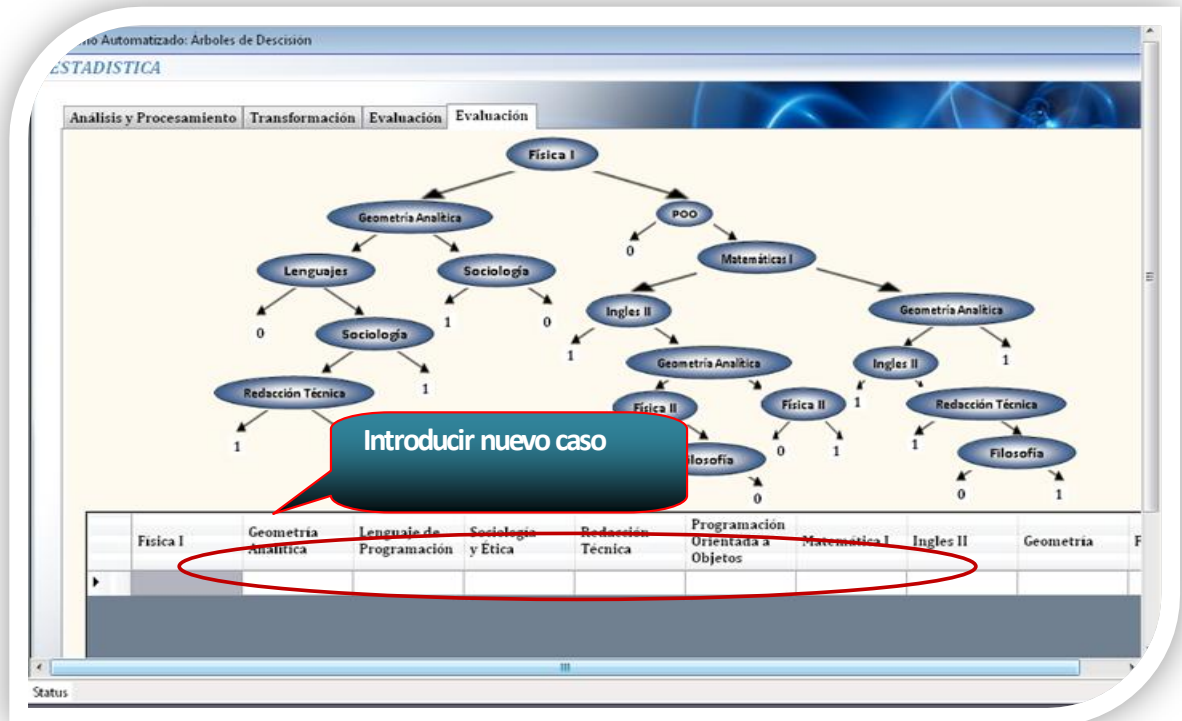 no Automatizado: Árboles de Descisión
ESTADISTICA
Análisis y Procesamiento Transformación Evaluación Evaluación
Física I
Geometría Analítica
POO
0
Matemáticas I
Lenguajes
Sociología
Ingles II
Geometría Analítica
0
Sociología
1
0
1
Geometría Analítica
Ingles II
1
Redacción Técnica
1
Física II
Física II
1
Redacción Técnica
1
Introducir nuevo caso
ilosofía
0
1
1
Filosofía
0
0
1
Fisica I
Geometría
Analítica
Lenguaje de
Programación
Sociología
y Ética
Redacción
Técnica
Programación
Orientada a
Objetos
Matemática I
Ingles II
Geometría
F
Status